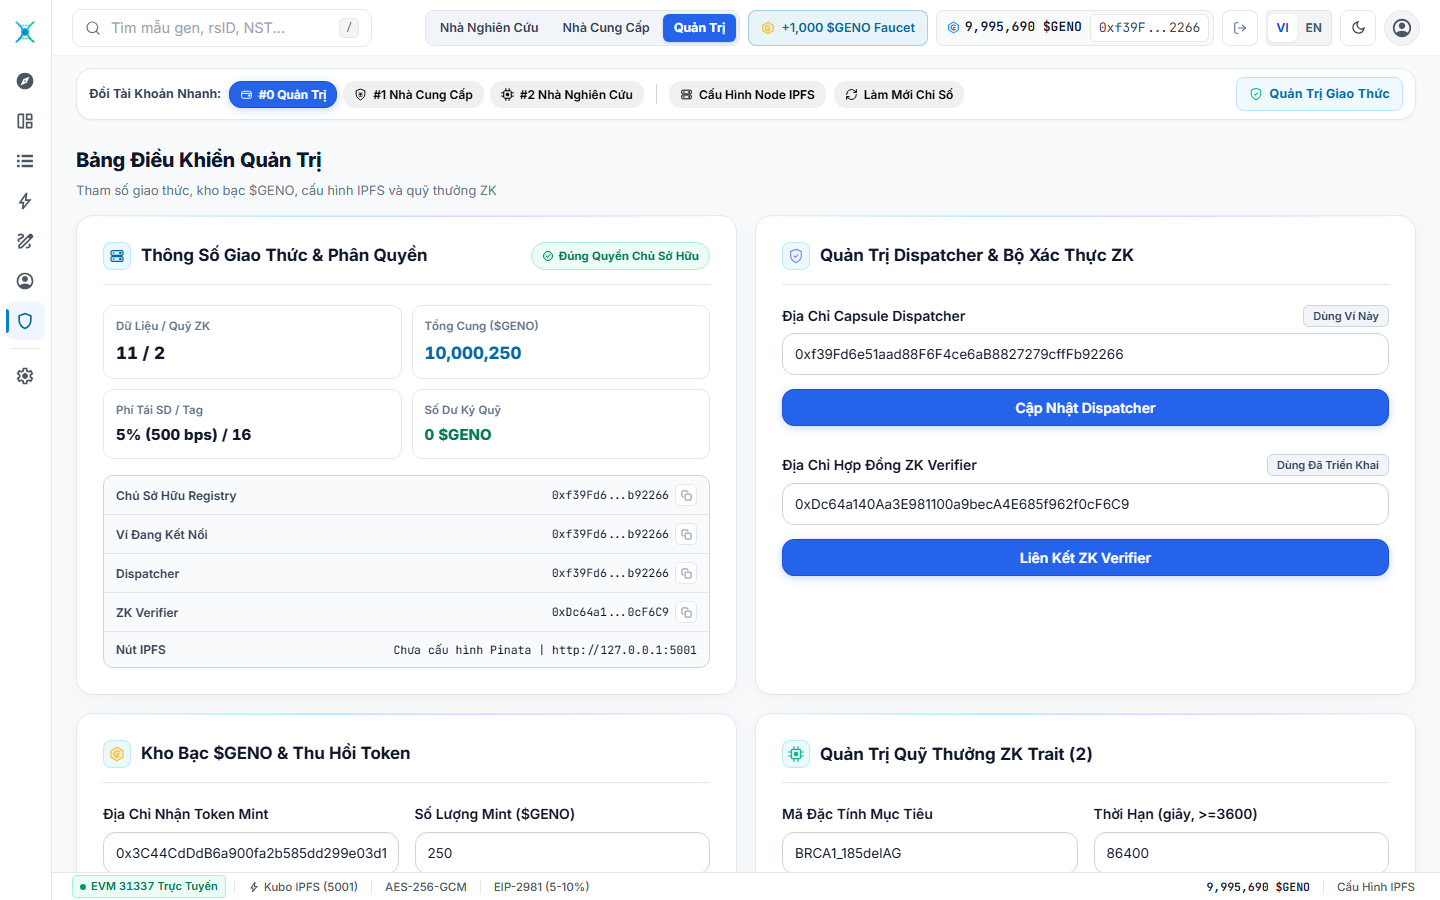 Tìm mẫu gen, rsID, NST... /
Nhà Nghiên Cứu Nhà Cung Cấp Quản Trị
+1,000 $GENO Faucet
9,995,690 $GENO 0xf39F...2266
VI EN
Đổi Tài Khoản Nhanh: #0 Quản Trị #1 Nhà Cung Cấp #2 Nhà Nghiên Cứu Cấu Hình Node IPFS Làm Mới Chỉ Số Quản Trị Giao Thức
Bảng Điều Khiển Quản Trị
Tham số giao thức, kho bạc $GENO, cấu hình IPFS và quỹ thưởng ZK
Thông Số Giao Thức & Phân Quyền Đúng Quyền Chủ Sở Hữu
Dữ Liệu / Quỹ ZK
11 / 2
Tổng Cung ($GENO)
10,000,250
Phí Tái SD / Tag
5% (500 bps) / 16
Số Dư Ký Quỹ
0 $GENO
Chủ Sở Hữu Registry 0xf39Fd6...b92266
Ví Đang Kết Nối 0xf39Fd6...b92266
Dispatcher 0xf39Fd6...b92266
ZK Verifier 0xDc64a1...0cF6C9
Nút IPFS Chưa cấu hình Pinata | http://127.0.0.1:5001
Quản Trị Dispatcher & Bộ Xác Thực ZK
Địa Chỉ Capsule Dispatcher Dùng Ví Này
0xf39Fd6e51aad88F6F4ce6aB8827279cffFb92266
Cập Nhật Dispatcher
Địa Chỉ Hợp Đồng ZK Verifier Dùng Đã Triển Khai
0xDc64a140Aa3E981100a9becA4E685f962f0cF6C9
Liên Kết ZK Verifier
Kho Bạc $GENO & Thu Hồi Token
Địa Chỉ Nhận Token Mint Số Lượng Mint ($GENO)
0x3C44CdDdB6a900fa2b585dd299e03d1 250
Quản Trị Quỹ Thưởng ZK Trait (2)
Mã Đặc Tính Mục Tiêu Thời Hạn (giây, >=3600)
BRCA1_185delAG 86400
EVM 31337 Trực Tuyến Kubo IPFS (5001) AES-256-GCM EIP-2981 (5-10%) 9,995,690 $GENO Cấu Hình IPFS